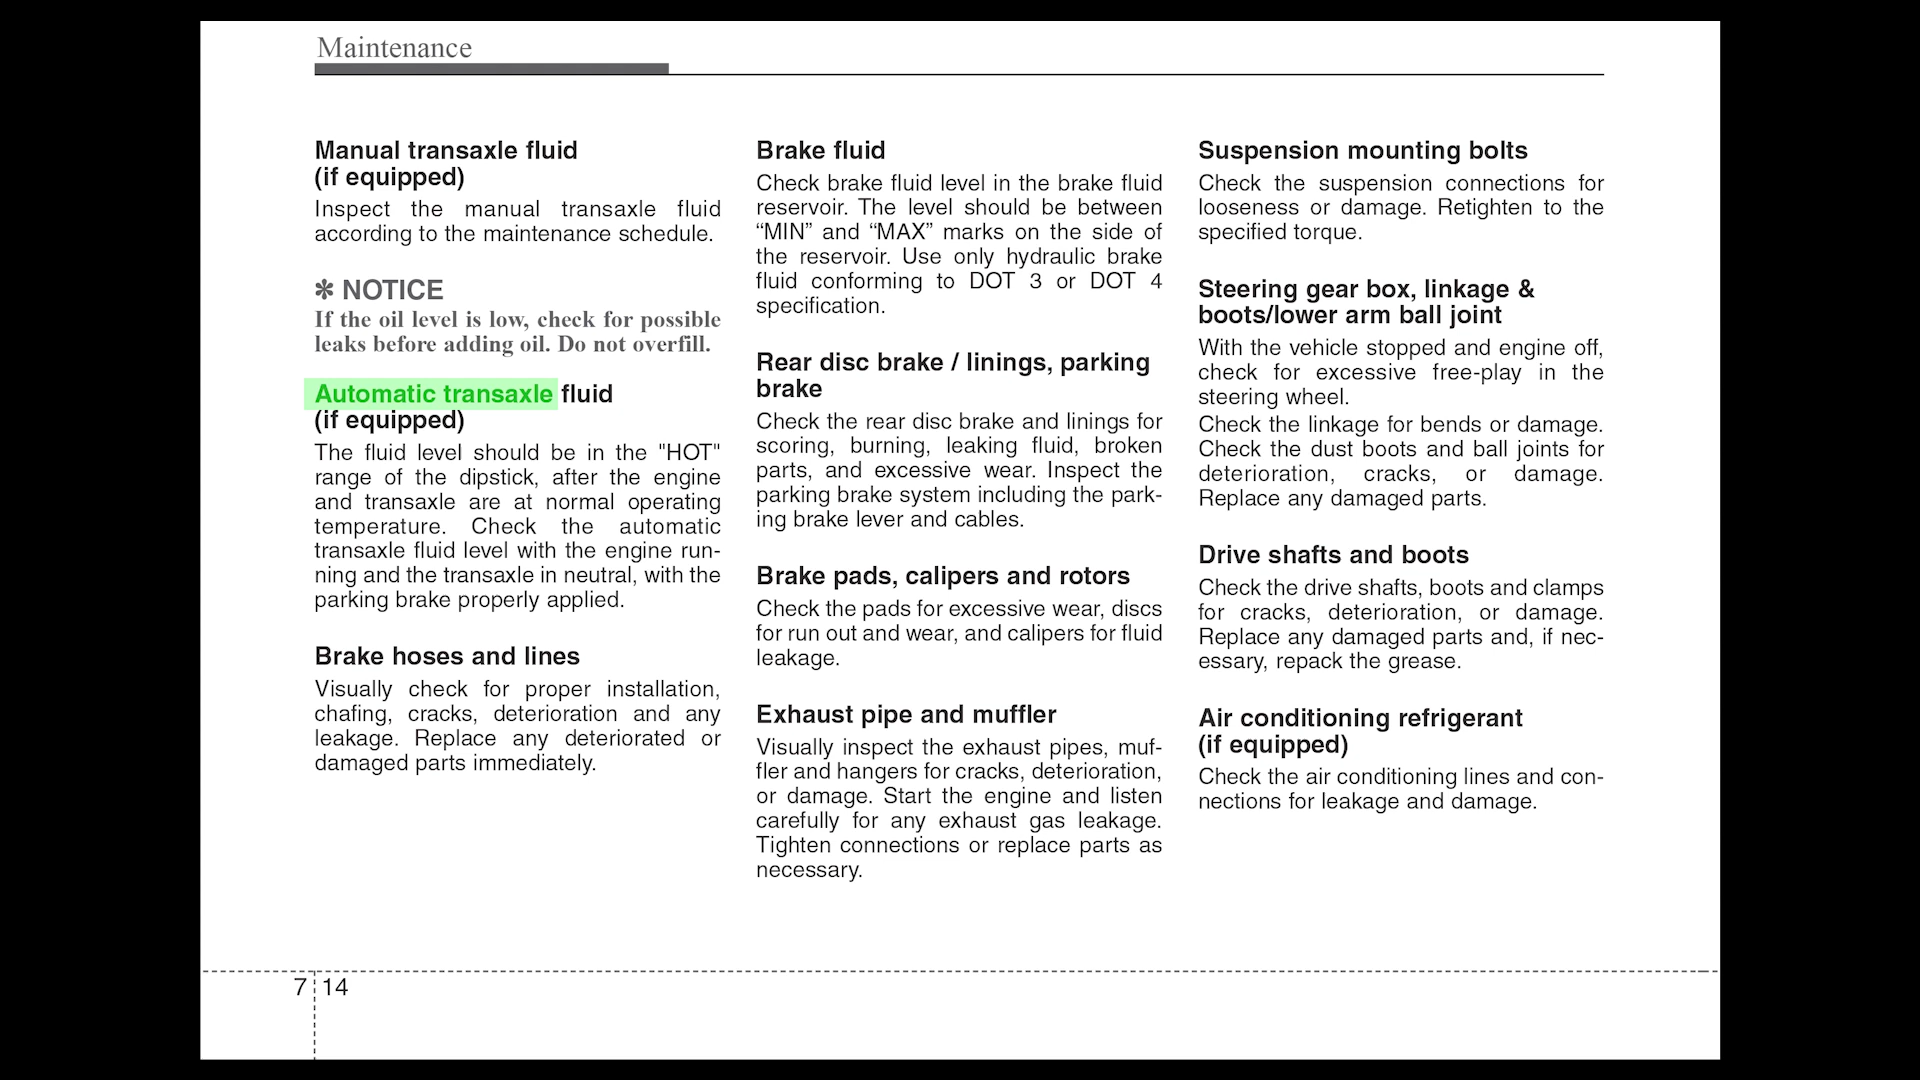 Maintenance
Manual transaxle fluid
(if equipped)
Inspect the manual transaxle fluid
according to the maintenance schedule.
✽ NOTICE
If the oil level is low, check for possible
leaks before adding oil. Do not overfill.
Automatic transaxle fluid
(if equipped)
The fluid level should be in the "HOT"
range of the dipstick, after the engine
and transaxle are at normal operating
temperature. Check the automatic
transaxle fluid level with the engine run-
ning and the transaxle in neutral, with the
parking brake properly applied.
Brake hoses and lines
Visually check for proper installation,
chafing, cracks, deterioration and any
leakage. Replace any deteriorated or
damaged parts immediately.
Brake fluid
Check brake fluid level in the brake fluid
reservoir. The level should be between
“MIN” and “MAX” marks on the side of
the reservoir. Use only hydraulic brake
fluid conforming to DOT 3 or DOT 4
specification.
Rear disc brake / linings, parking
brake
Check the rear disc brake and linings for
scoring, burning, leaking fluid, broken
parts, and excessive wear. Inspect the
parking brake system including the park-
ing brake lever and cables.
Brake pads, calipers and rotors
Check the pads for excessive wear, discs
for run out and wear, and calipers for fluid
leakage.
Exhaust pipe and muffler
Visually inspect the exhaust pipes, muf-
fler and hangers for cracks, deterioration,
or damage. Start the engine and listen
carefully for any exhaust gas leakage.
Tighten connections or replace parts as
necessary.
Suspension mounting bolts
Check the suspension connections for
looseness or damage. Retighten to the
specified torque.
Steering gear box, linkage &
boots/lower arm ball joint
With the vehicle stopped and engine off,
check for excessive free-play in the
steering wheel.
Check the linkage for bends or damage.
Check the dust boots and ball joints for
deterioration, cracks, or damage.
Replace any damaged parts.
Drive shafts and boots
Check the drive shafts, boots and clamps
for cracks, deterioration, or damage.
Replace any damaged parts and, if nec-
essary, repack the grease.
Air conditioning refrigerant
(if equipped)
Check the air conditioning lines and con-
nections for leakage and damage.
7 14